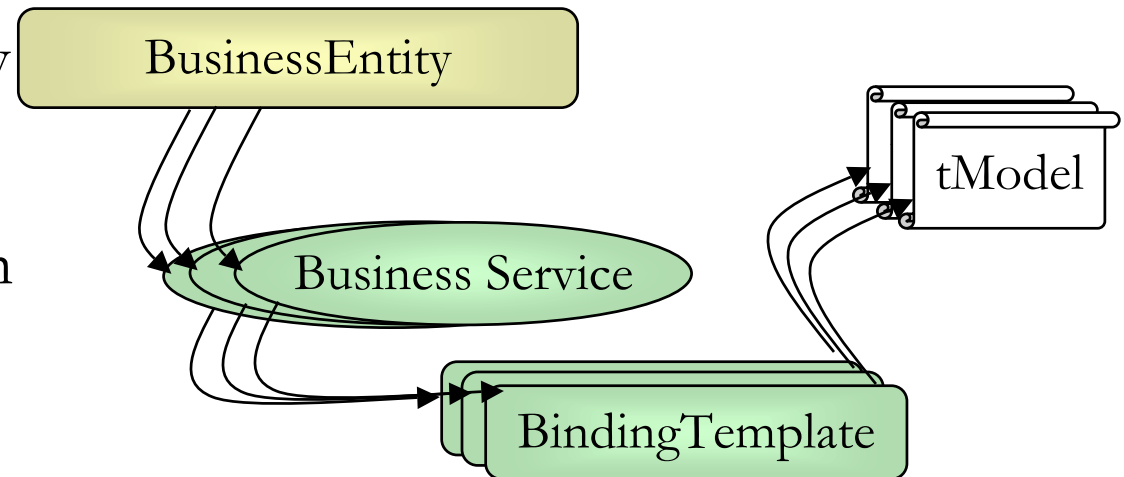 y
BusinessEntity
tModel
n
Business Service
BindingTemplate